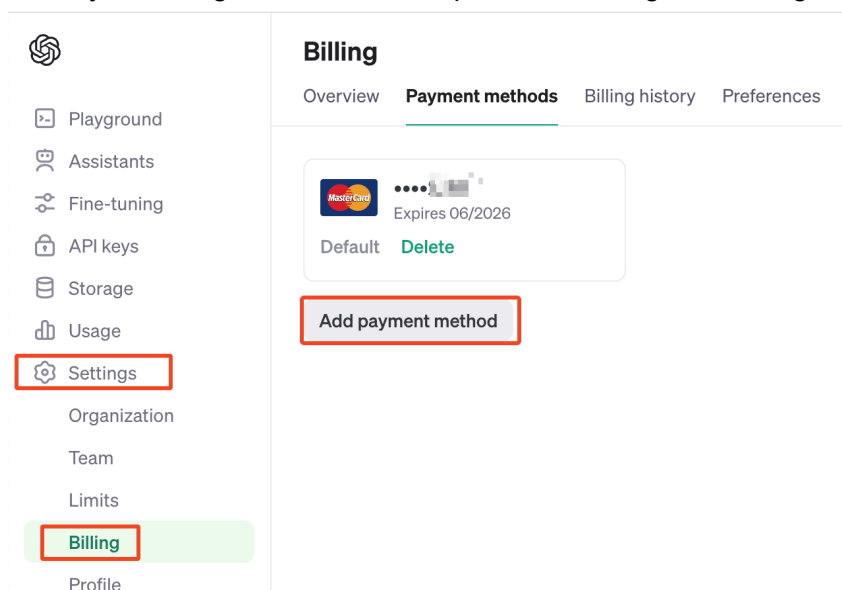 Billing
Overview
Payment methods
Billing history
Preferences
Playground
Assistants
Fine-tuning
API keys
Storage
Usage
Settings
Organization
Team
Limits
Billing
Profile
MasterCard
••••
Expires 06/2026
Default
Delete
Add payment method